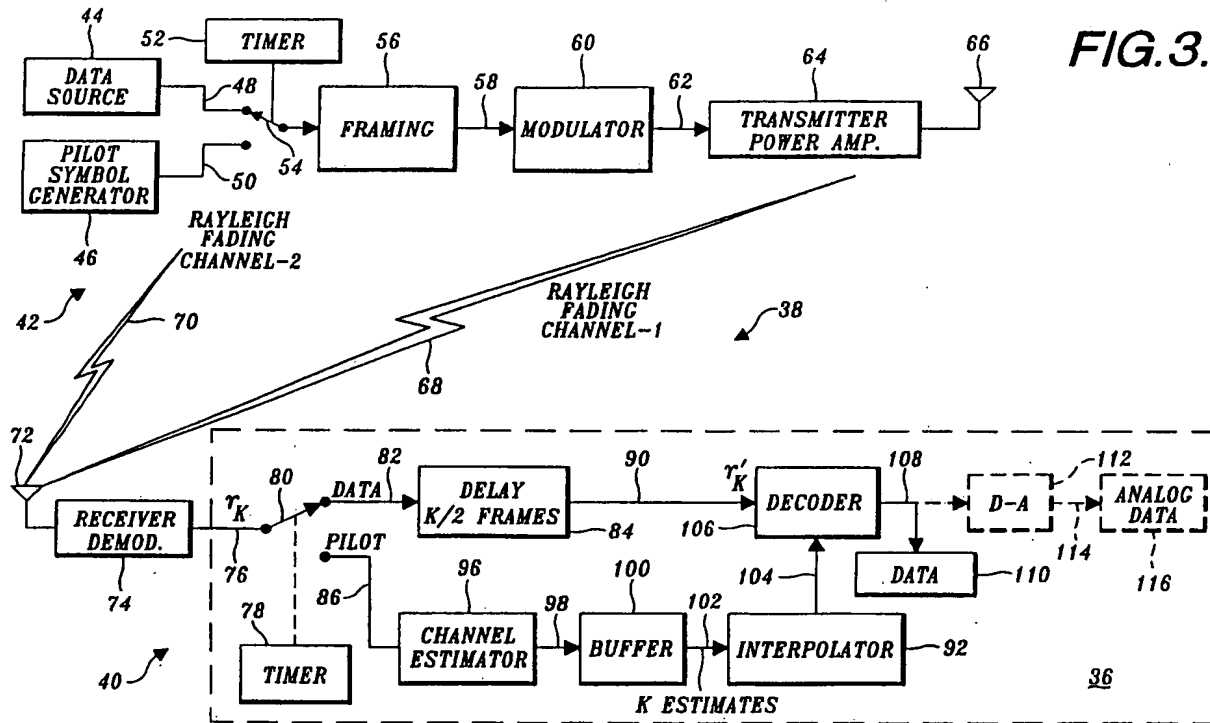 FIG.3.
44
52
TIMER
56
60
64
66
DATA
SOURCE
48
54
FRAMING
58
MODULATOR
62
TRANSMITTER
POWER AMP.
PILOT
SYMBOL
GENERATOR
50
46
RAYLEIGH
FADING
CHANNEL-2
42
70
RAYLEIGH
FADING
CHANNEL-1
38
68
72
RECEIVER
DEMOD.
74
r_K
76
80
DATA
82
DELAY
K/2 FRAMES
84
90
r'_K
DECODER
106
108
D-A
112
114
ANALOG
DATA
116
DATA
110
PILOT
86
78
TIMER
96
CHANNEL
ESTIMATOR
98
100
BUFFER
102
K ESTIMATES
104
INTERPOLATOR
92
40
36